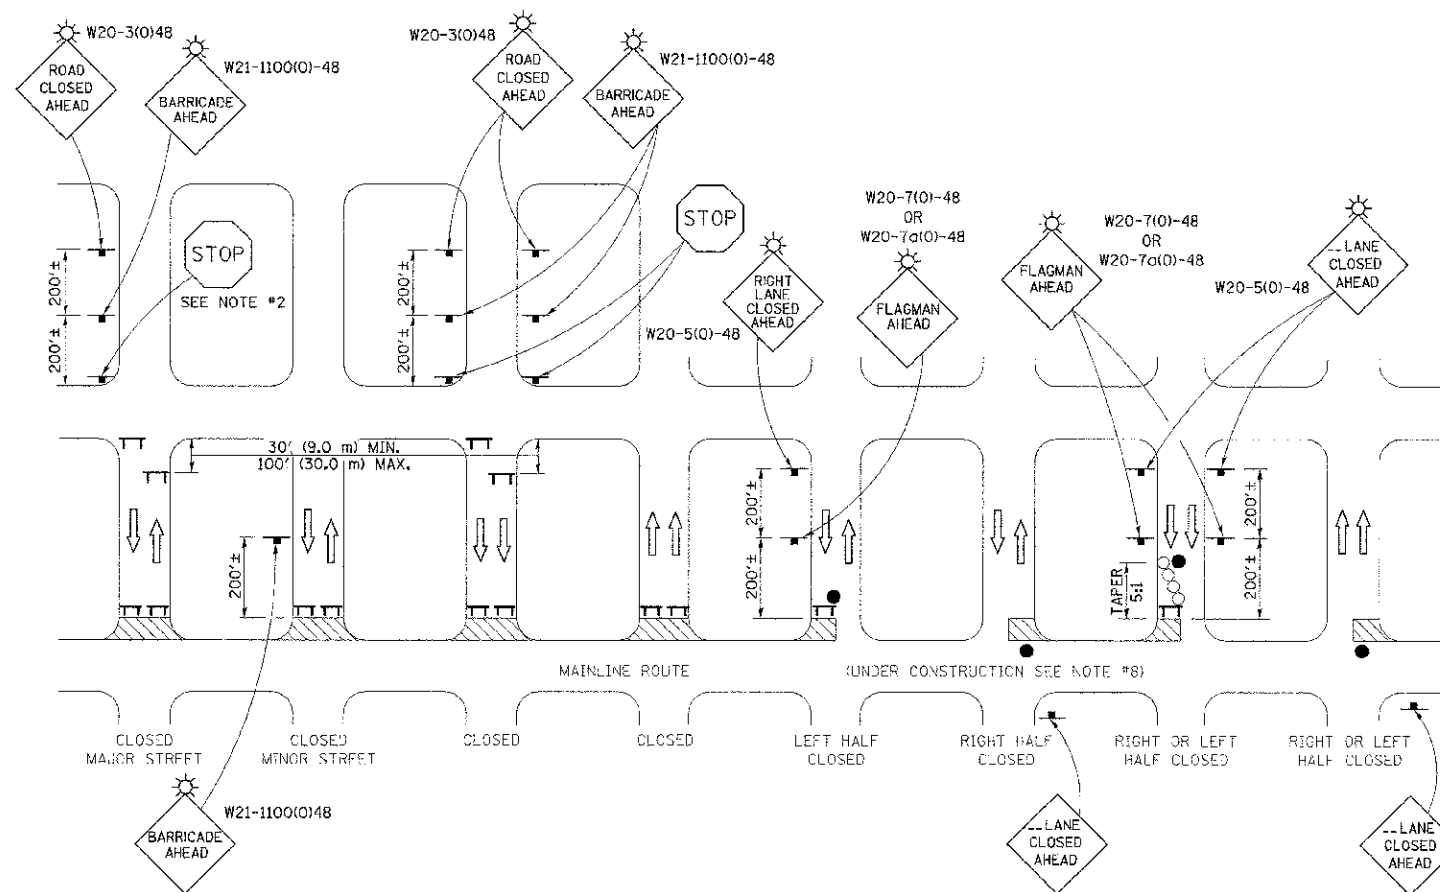 W20-3(0)48
ROAD
CLOSED
AHEAD
W21-1100(0)-48
BARRICADE
AHEAD
W20-3(0)48
ROAD
CLOSED
AHEAD
W21-1100(0)-48
BARRICADE
AHEAD
STOP
SEE NOTE #2
STOP
W20-7(0)-48
OR
W20-7a(0)-48
RIGHT
LANE
CLOSED
AHEAD
W20-5(0)-48
FLAGMAN
AHEAD
FLAGMAN
AHEAD
W20-7(0)-48
OR
W20-7a(0)-48
W20-5(0)-48
__LANE
CLOSED
AHEAD
200'±
200'±
200'±
200'±
30' (9.0 m) MIN.
100' (30.0 m) MAX.
200'±
200'±
200'±
TAPER
5:1
200'±
200'±
MAINLINE ROUTE
(UNDER CONSTRUCTION SEE NOTE #8)
CLOSED
MAJOR STREET
CLOSED
MINOR STREET
CLOSED
CLOSED
LEFT HALF
CLOSED
RIGHT HALF
CLOSED
RIGHT OR LEFT
HALF CLOSED
RIGHT OR LEFT
HALF CLOSED
W21-1100(0)48
BARRICADE
AHEAD
__LANE
CLOSED
AHEAD
__LANE
CLOSED
AHEAD